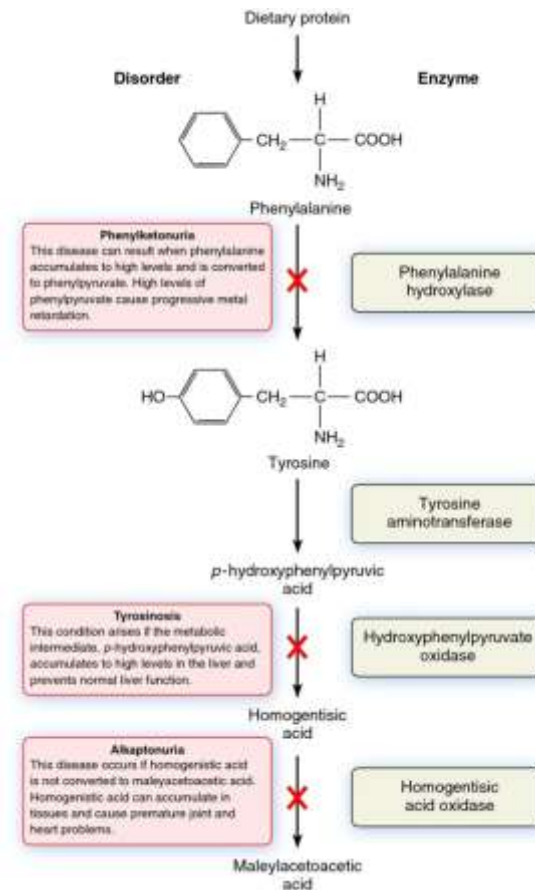 Dietary protein
Disorder
Enzyme
H
CH2
C
COOH
NH2
Phenylalanine
Phenylketonuria
This disease can result when phenylalanine
accumulates to high levels and is converted
to phenylpyruvate. High levels of
phenylpyruvate cause progressive metal
retardation.
Phenylalanine
hydroxylase
H
HO
CH2
C
COOH
NH2
Tyrosine
Tyrosine
aminotransferase
p-hydroxyphenylpyruvic
acid
Tyrosinosis
This condition arises if the metabolic
intermediate, p-hydroxyphenylpyruvic acid,
accumulates to high levels in the liver and
prevents normal liver function.
Hydroxyphenylpyruvate
oxidase
Homogentisic
acid
Alkaptonuria
This disease occurs if homogenistic acid
is not converted to maleyacetoacetic acid.
Homogenistic acid can accumulate in
tissues and cause premature joint and
heart problems.
Homogentisic
acid oxidase
Maleylacetoacetic
acid